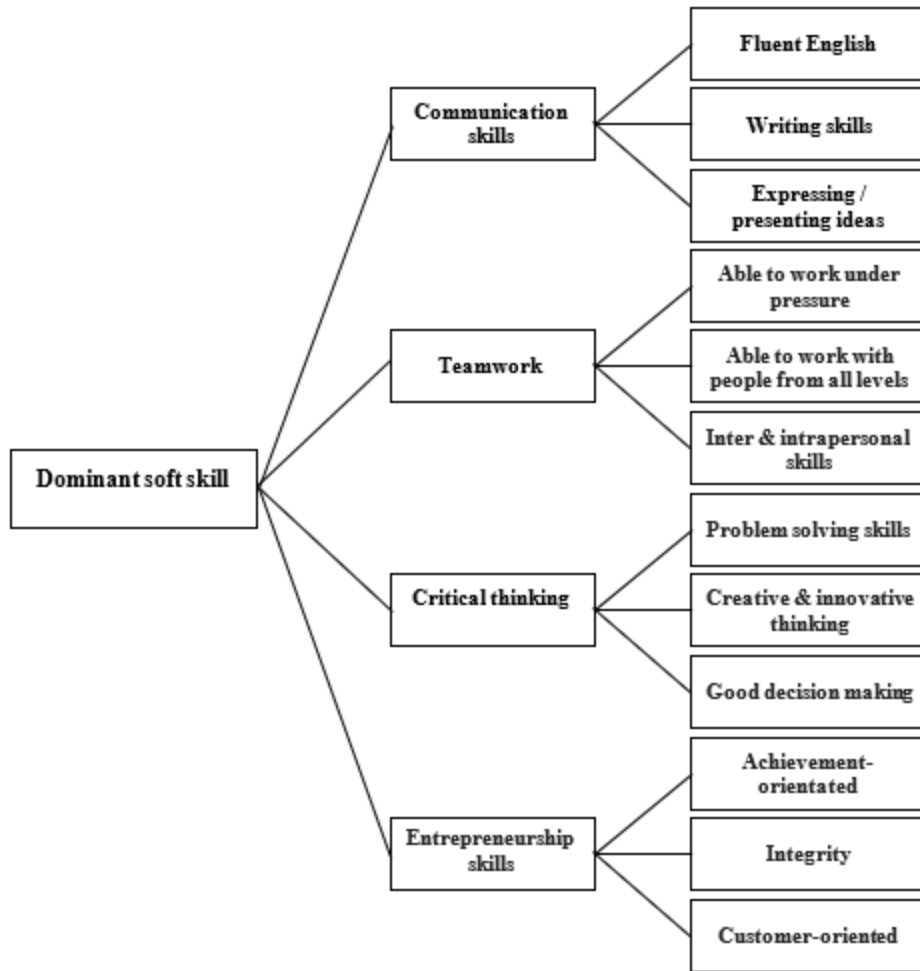 Dominant soft skill
Communication
skills
Fluent English
Writing skills
Expressing /
presenting ideas
Teamwork
Able to work under
pressure
Able to work with
people from all levels
Inter & intrapersonal
skills
Critical thinking
Problem solving skills
Creative & innovative
thinking
Good decision making
Entrepreneurship
skills
Achievement-
orientated
Integrity
Customer-oriented